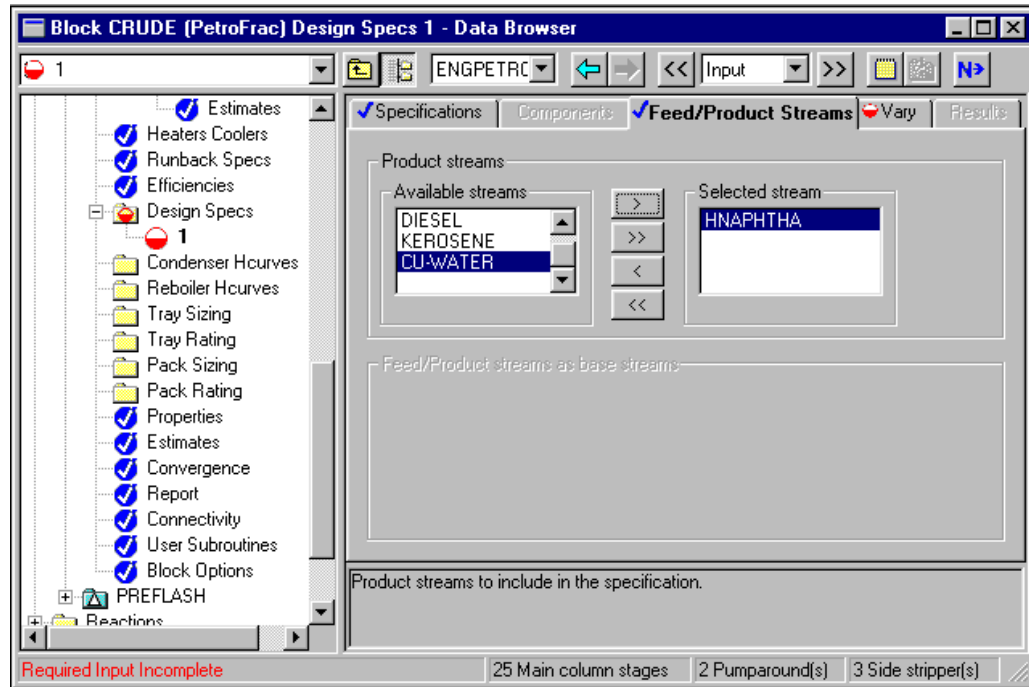 Block CRUDE (PetroFrac) Design Specs 1 - Data Browser
1
ENGPETRC
<<
Input
>>
N>
Estimates
Heaters Coolers
Runback Specs
Efficiencies
Design Specs
1
Condenser Hcurves
Reboiler Hcurves
Tray Sizing
Tray Rating
Pack Sizing
Pack Rating
Properties
Estimates
Convergence
Report
Connectivity
User Subroutines
Block Options
PREFLASH
Reactions
Specifications
Components
Feed/Product Streams
Vary
Results
Product streams
Available streams
DIESEL
KEROSENE
CU-WATER
>
>>
<
<<
Selected stream
HNAPHTHA
Feed/Product streams as base streams
Product streams to include in the specification.
Required Input Incomplete
25 Main column stages
2 Pumparound(s)
3 Side stripper(s)